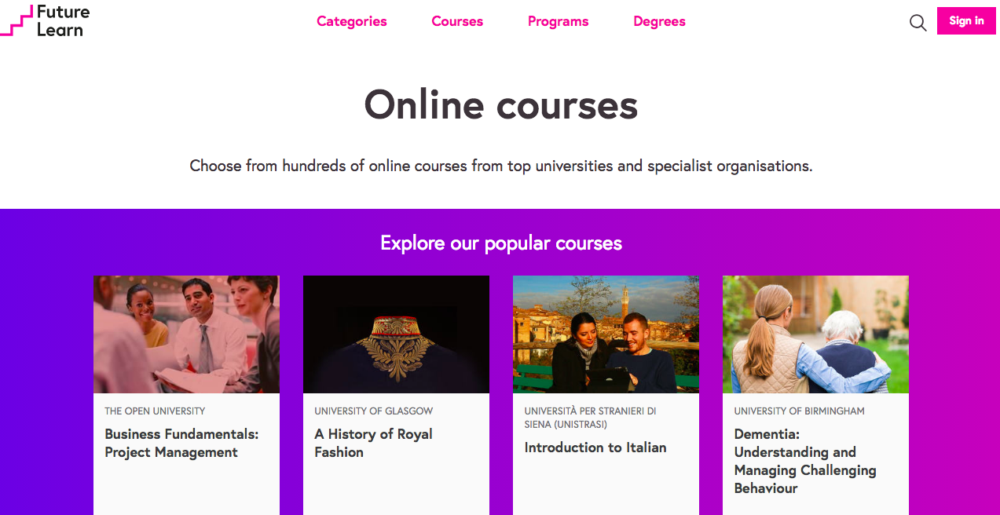 Future
Learn
Categories
Courses
Programs
Degrees
Sign in
Online courses
Choose from hundreds of online courses from top universities and specialist organisations.
Explore our popular courses
THE OPEN UNIVERSITY
Business Fundamentals:
Project Management
UNIVERSITY OF GLASGOW
A History of Royal
Fashion
UNIVERSITÀ PER STRANIERI DI
SIENA (UNISTRASI)
Introduction to Italian
UNIVERSITY OF BIRMINGHAM
Dementia:
Understanding and
Managing Challenging
Behaviour